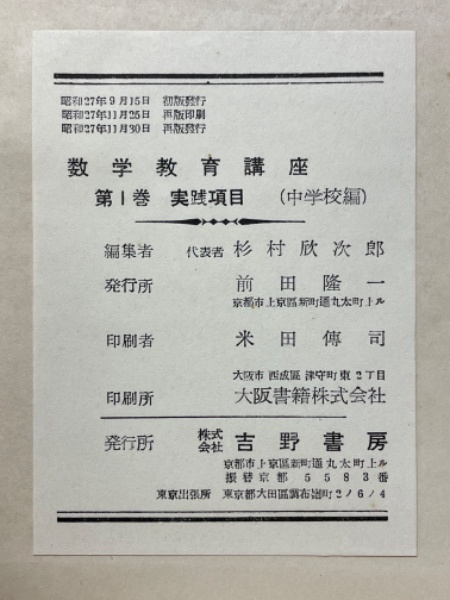 昭和27年9月15日 初版發行
昭和27年11月25日 再版印刷
昭和27年11月30日 再版發行
数学教育講座
第1巻 実践項目 (中学校編)
編集者 代表者 杉村欣次郎
発行所 前田隆一
京都市上京區新町通丸太町上ル
印刷者 米田傳司
大阪市西成區津守町東2丁目
印刷所 大阪書籍株式会社
発行所 株式会社 吉野書房
京都市上京區新町通丸太町上ル
振替京都5583番
東京出張所 東京都大田區調布嶺町2ノ6ノ4